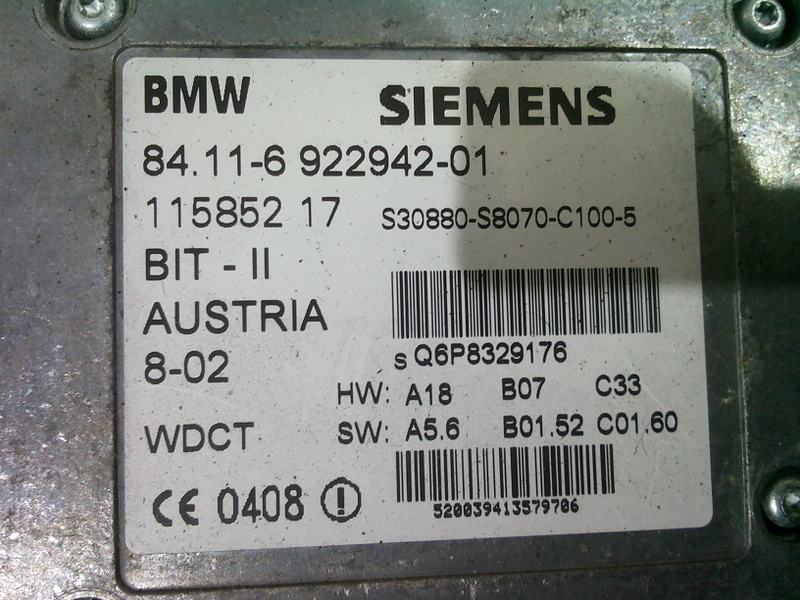 BMW SIEMENS
84.11-6 922942-01
115852 17 S30880-S8070-C100-5
BIT - II
AUSTRIA
8-02 s Q6P8329176
HW: A18 B07 C33
WDCT SW: A5.6 B01.52 C01.60
CE 0408 !
520039413579706